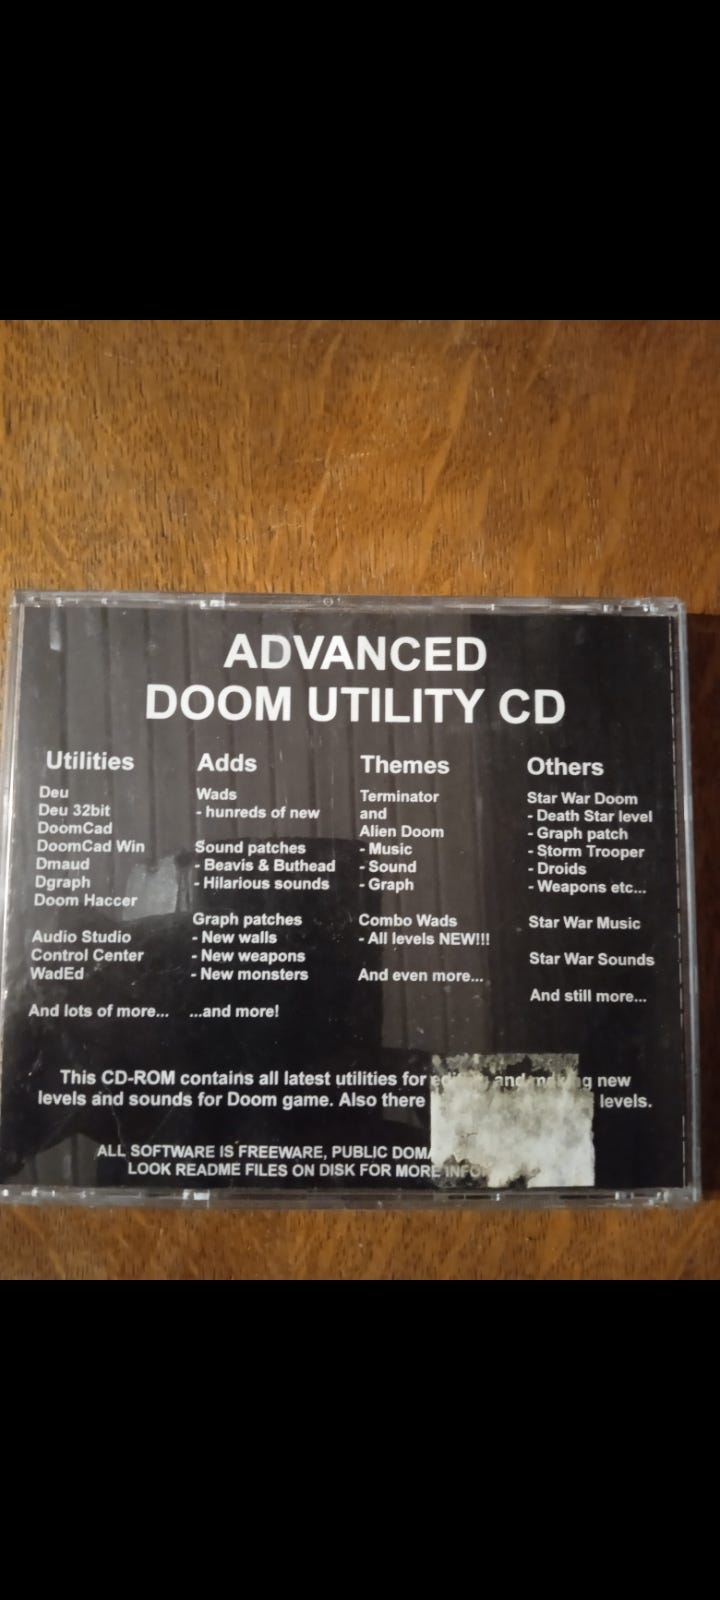 ADVANCED
DOOM UTILITY CD
Utilities
Deu
Deu 32bit
DoomCad
DoomCad Win
Dmaud
Dgraph
Doom Haccer
Audio Studio
Control Center
WadEd
And lots of more...
Adds
Wads
- hunreds of new
Sound patches
- Beavis & Buthead
- Hilarious sounds
Graph patches
- New walls
- New weapons
- New monsters
...and more!
Themes
Terminator
and
Alien Doom
- Music
- Sound
- Graph
Combo Wads
- All levels NEW!!!
And even more...
Others
Star War Doom
- Death Star level
- Graph patch
- Storm Trooper
- Droids
- Weapons etc...
Star War Music
Star War Sounds
And still more...
This CD-ROM contains all latest utilities for and new
levels and sounds for Doom game. Also there levels.
ALL SOFTWARE IS FREEWARE, PUBLIC
LOOK README FILES ON DISK FOR MORE